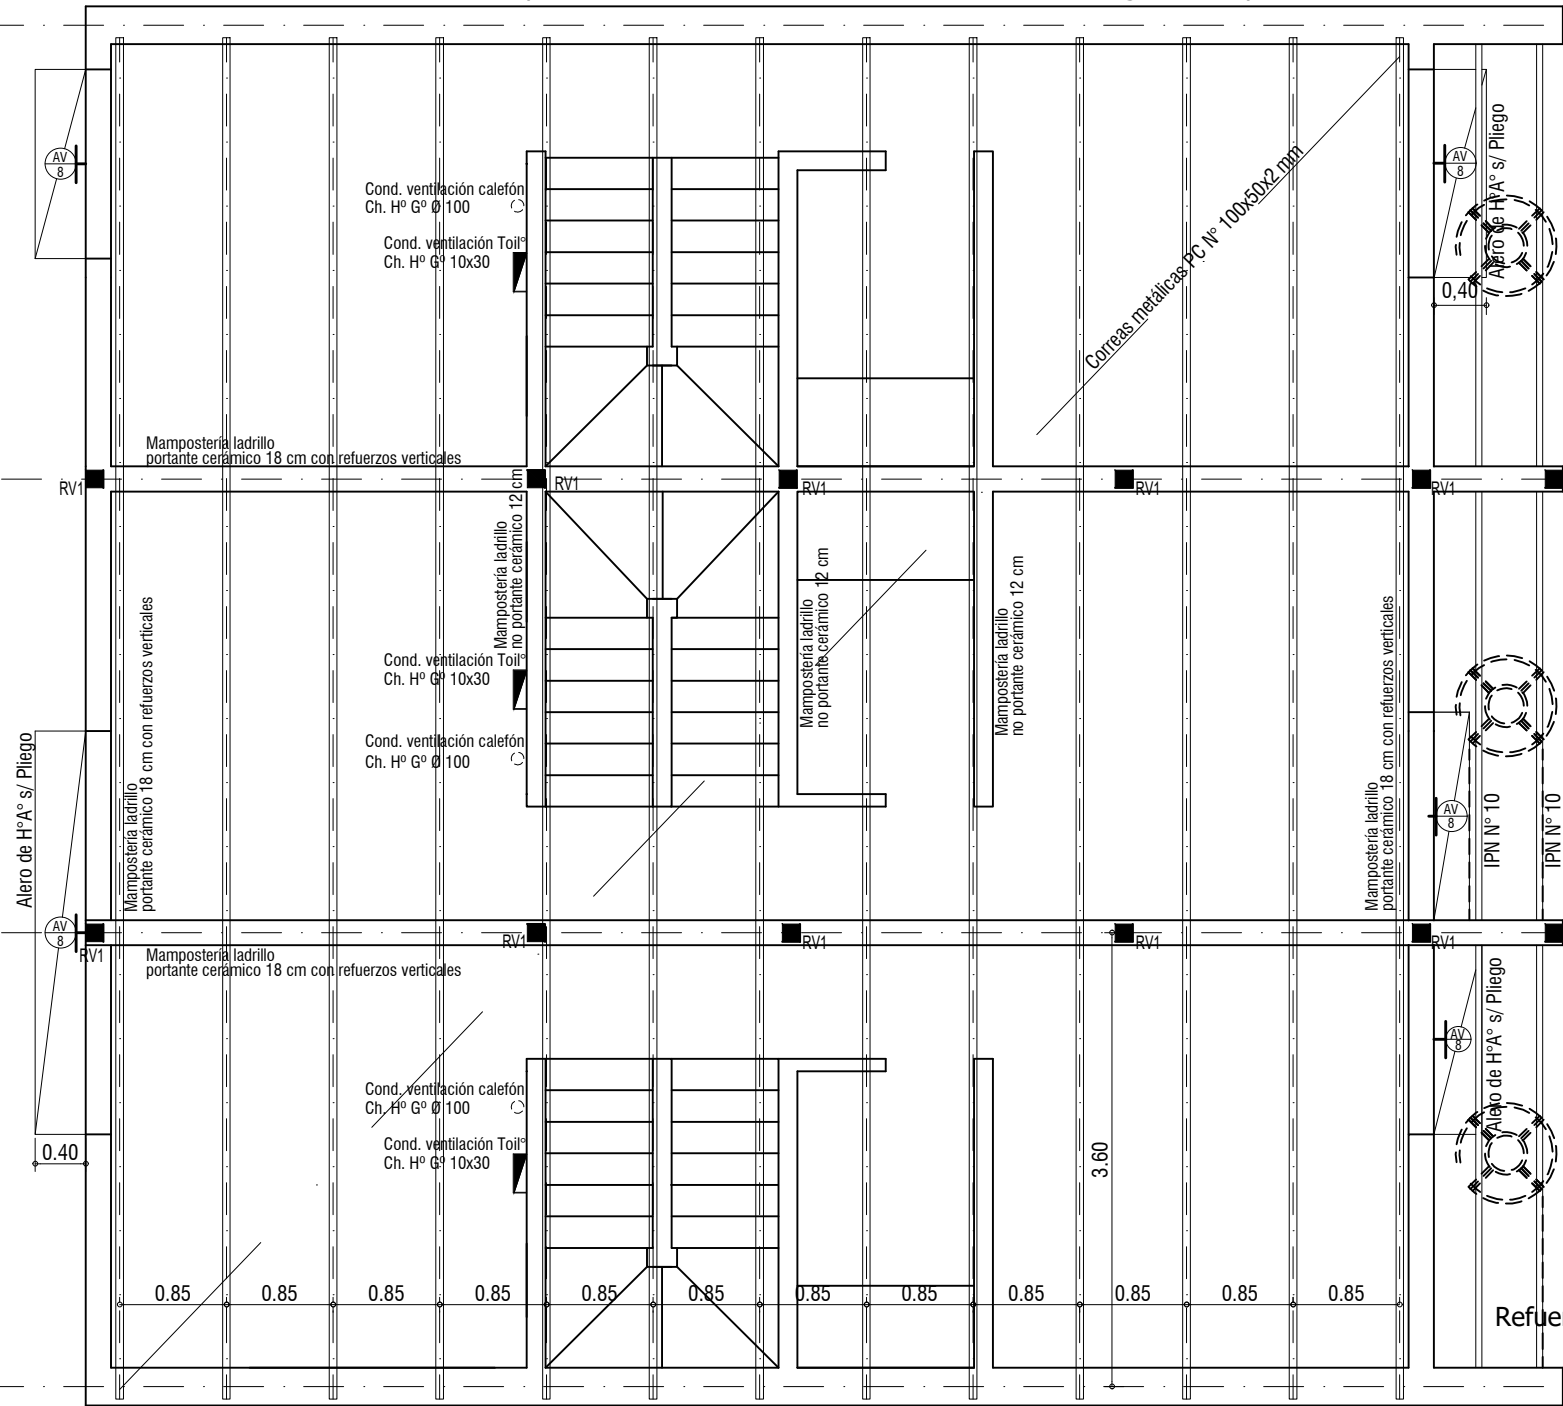 AV
8
Cond. ventilación calefón
Ch. Hº Gº Ø 100
Cond. ventilación Toilº
Ch. Hº Gº 10x30
Correas metálicas PC N° 100x50x2 mm
AV
8
Alero de H°A° s/ Pliego
0,40
Mampostería ladrillo
portante cerámico 18 cm con refuerzos verticales
RV1
RV1
RV1
RV1
RV1
Mampostería ladrillo
no portante cerámico 12 cm
Mampostería ladrillo
no portante cerámico 12 cm
Mampostería ladrillo
no portante cerámico 12 cm
Mampostería ladrillo
portante cerámico 18 cm con refuerzos verticales
Mampostería ladrillo
portante cerámico 18 cm con refuerzos verticales
Cond. ventilación Toilº
Ch. Hº Gº 10x30
Cond. ventilación calefón
Ch. Hº Gº Ø 100
Alero de H°A° s/ Pliego
AV
8
IPN N° 10
IPN N° 10
AV
8
RV1
RV1
RV1
RV1
RV1
Mampostería ladrillo
portante cerámico 18 cm con refuerzos verticales
AV
8
Alero de H°A° s/ Pliego
Cond. ventilación calefón
Ch. Hº Gº Ø 100
Cond. ventilación Toilº
Ch. Hº Gº 10x30
0.40
3.60
0.85
0.85
0.85
0.85
0.85
0.85
0.85
0.85
0.85
0.85
0.85
0.85
Refue